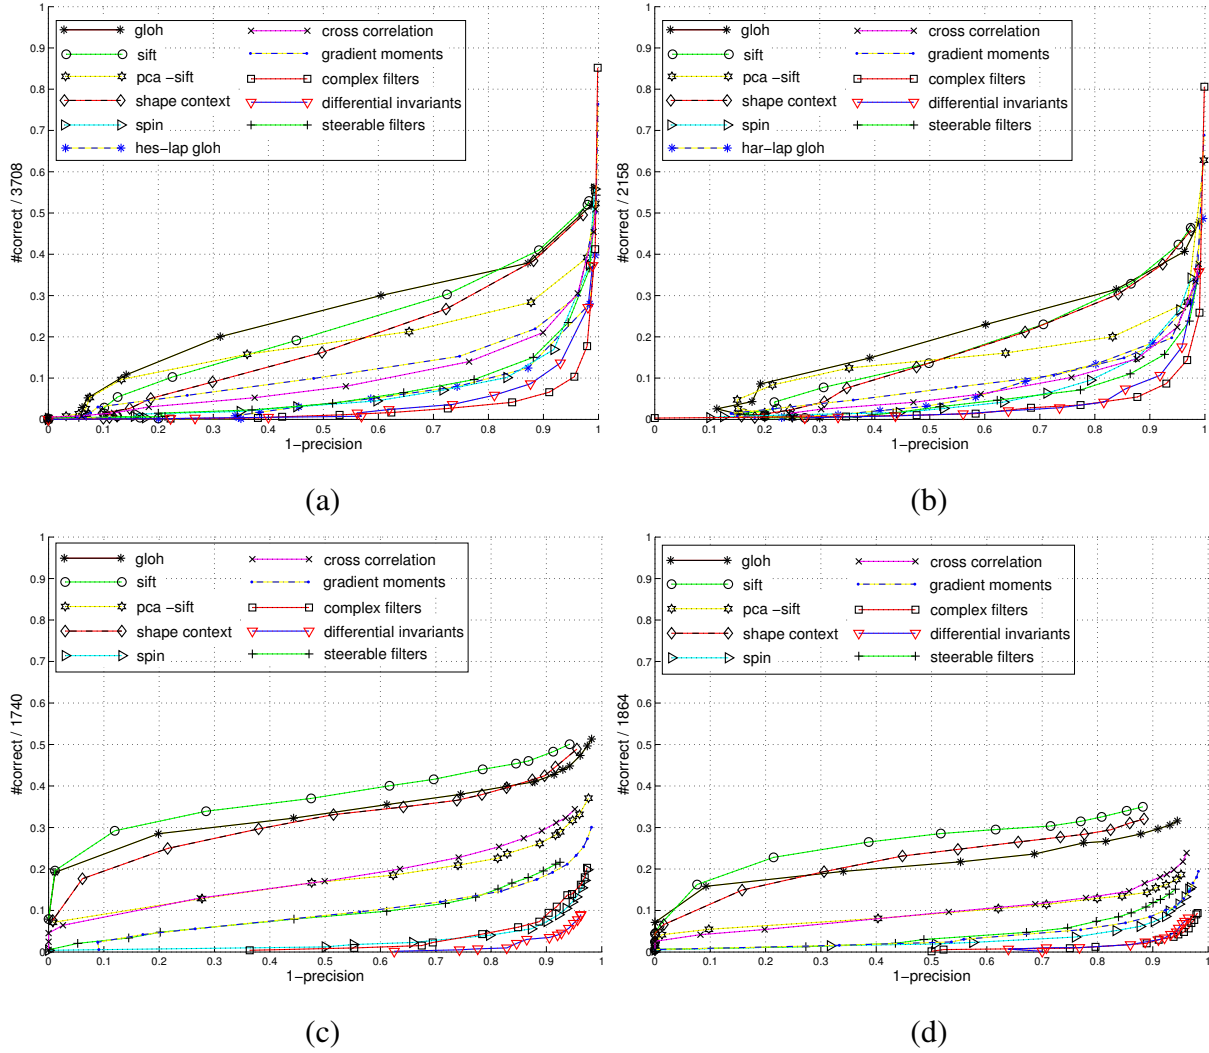 1
0.9
0.8
0.7
0.6
0.5
0.4
0.3
0.2
0.1
0
#correct / 3708
gloh
sift
pca −sift
shape context
spin
hes−lap gloh
cross correlation
gradient moments
complex filters
differential invariants
steerable filters
0 0.1 0.2 0.3 0.4 0.5 0.6 0.7 0.8 0.9 1
1−precision
(a)
1
0.9
0.8
0.7
0.6
0.5
0.4
0.3
0.2
0.1
0
#correct / 2158
gloh
sift
pca −sift
shape context
spin
har−lap gloh
cross correlation
gradient moments
complex filters
differential invariants
steerable filters
0 0.1 0.2 0.3 0.4 0.5 0.6 0.7 0.8 0.9 1
1−precision
(b)
1
0.9
0.8
0.7
0.6
0.5
0.4
0.3
0.2
0.1
0
#correct / 1740
gloh
sift
pca −sift
shape context
spin
cross correlation
gradient moments
complex filters
differential invariants
steerable filters
0 0.1 0.2 0.3 0.4 0.5 0.6 0.7 0.8 0.9 1
1−precision
(c)
1
0.9
0.8
0.7
0.6
0.5
0.4
0.3
0.2
0.1
0
#correct / 1864
gloh
sift
pca −sift
shape context
spin
cross correlation
gradient moments
complex filters
differential invariants
steerable filters
0 0.1 0.2 0.3 0.4 0.5 0.6 0.7 0.8 0.9 1
1−precision
(d)